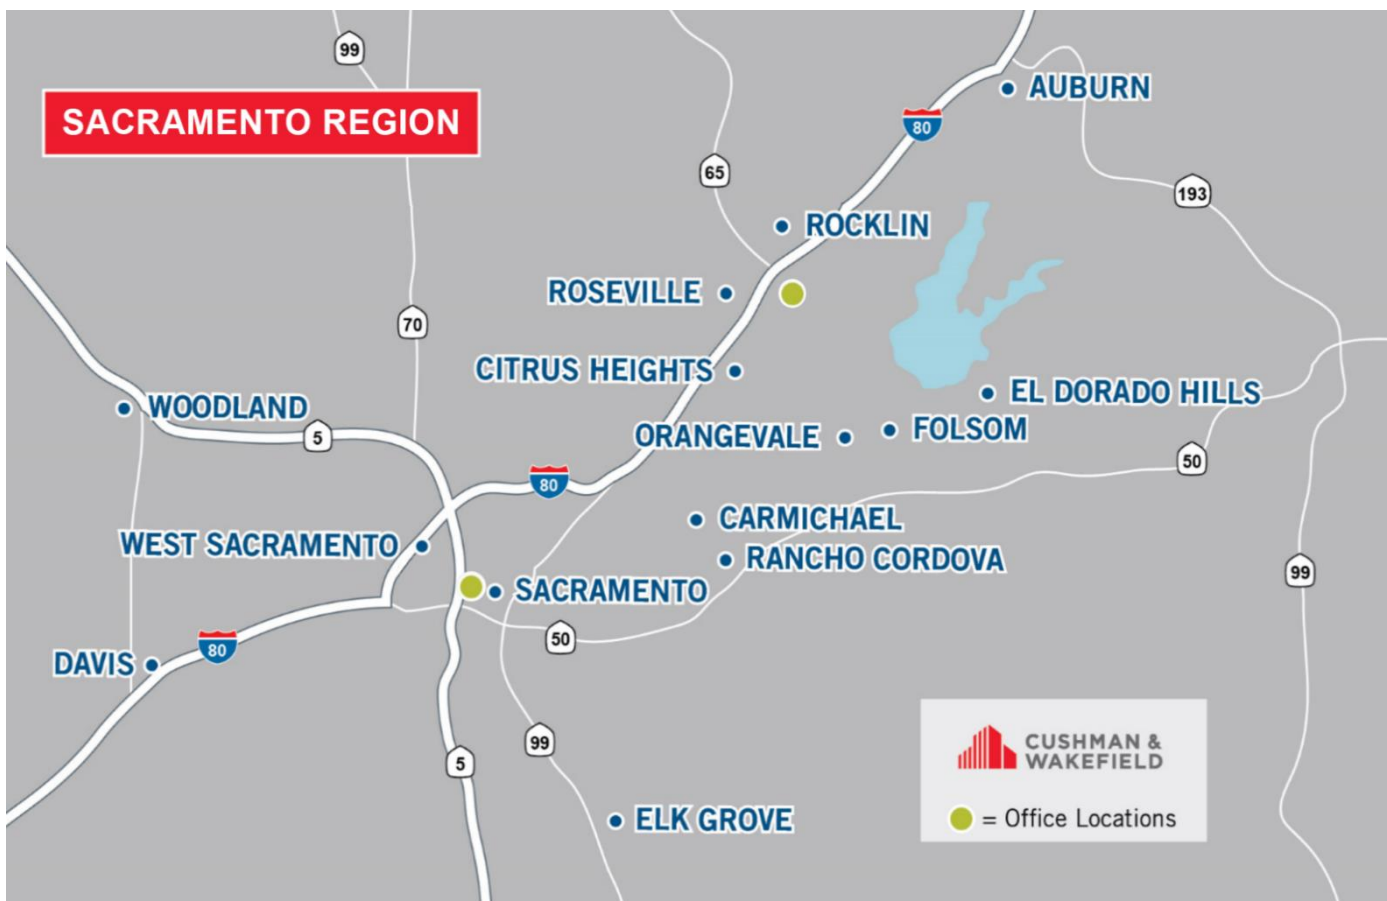 99
AUBURN
SACRAMENTO REGION
80
65
193
ROCKLIN
ROSEVILLE
70
CITRUS HEIGHTS
EL DORADO HILLS
WOODLAND
5
ORANGEVALE
FOLSOM
50
80
CARMICHAEL
WEST SACRAMENTO
RANCHO CORDOVA
99
SACRAMENTO
50
80
DAVIS
99
5
CUSHMAN &
WAKEFIELD
ELK GROVE
= Office Locations